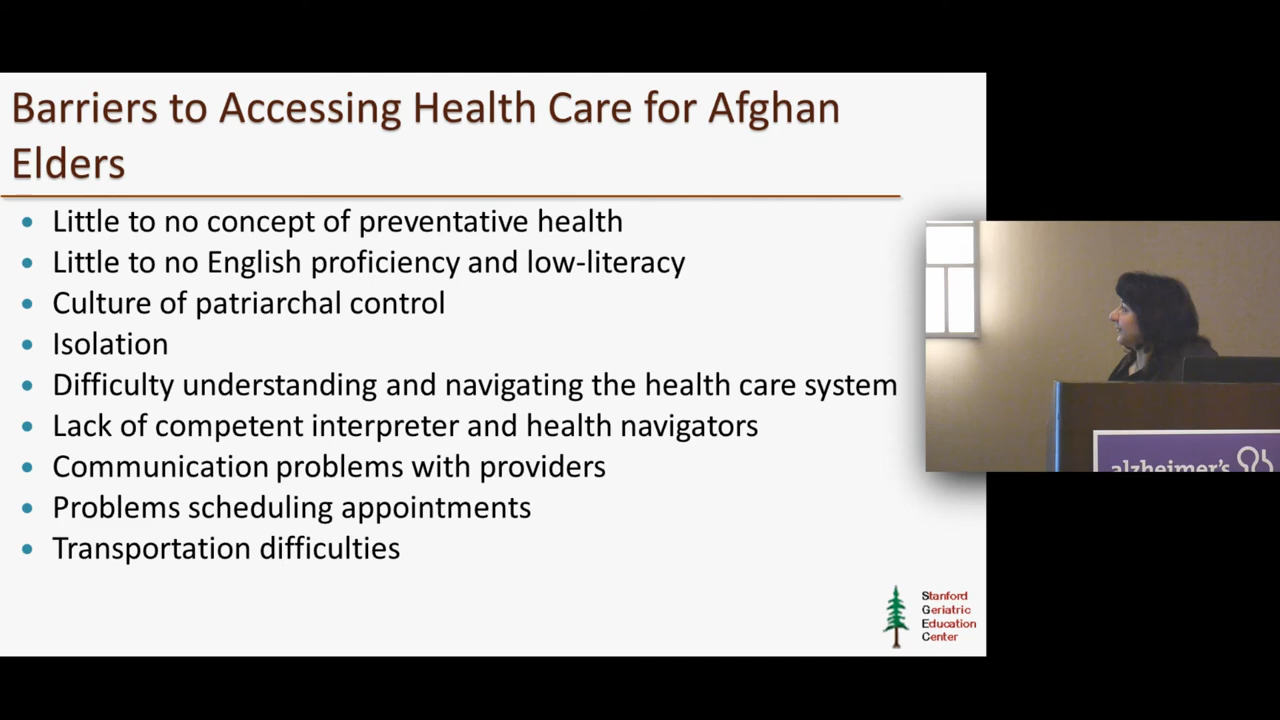 Barriers to Accessing Health Care for Afghan
Elders
• Little to no concept of preventative health
• Little to no English proficiency and low-literacy
• Culture of patriarchal control
• Isolation
• Difficulty understanding and navigating the health care system
• Lack of competent interpreter and health navigators
• Communication problems with providers
• Problems scheduling appointments
• Transportation difficulties
Stanford
Geriatric
Education
Center
alzheimer's